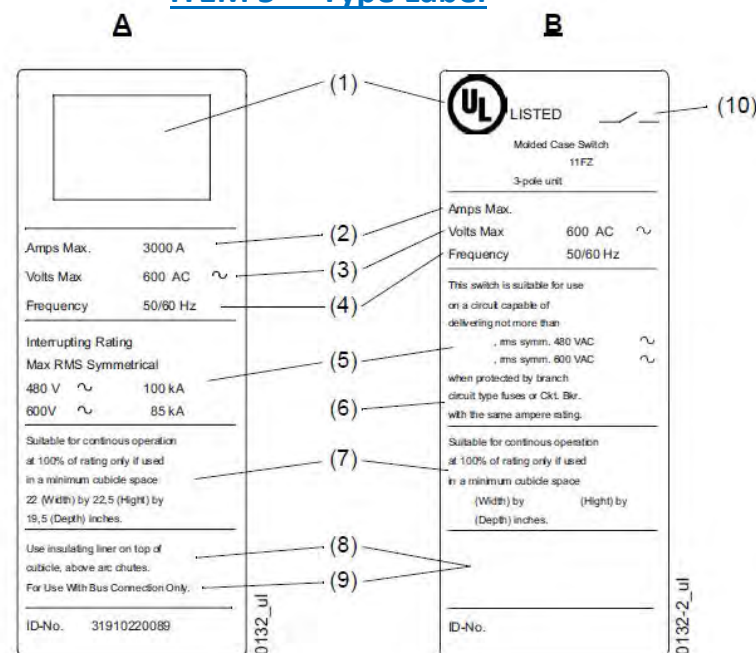 A
B
Amps Max. 3000 A
Volts Max 600 AC ~
Frequency 50/60 Hz
Interrupting Rating
Max RMS Symmetrical
480 V ~ 100 kA
600V ~ 85 kA
Suitable for continous operation
at 100% of rating only if used
in a minimum cubicle space
22 (Width) by 22,5 (Hight) by
19,5 (Depth) inches.
Use insulating liner on top of
cubicle, above arc chutes.
For Use With Bus Connection Only.
ID-No. 31910220089
0132_ul
(1)
(2)
(3)
(4)
(5)
(6)
(7)
(8)
(9)
UL LISTED
(10)
Molded Case Switch
11FZ
3-pole unit
Amps Max.
Volts Max 600 AC ~
Frequency 50/60 Hz
This switch is suitable for use
on a circuit capable of
delivering not more than
, rms symm. 480 VAC ~
, rms symm. 600 VAC ~
when protected by branch
circuit type fuses or Ckt. Bkr.
with the same ampere rating.
Suitable for continous operation
at 100% of rating only if used
in a minimum cubicle space
(Width) by (Hight) by
(Depth) inches.
ID-No.
0132-2_ul